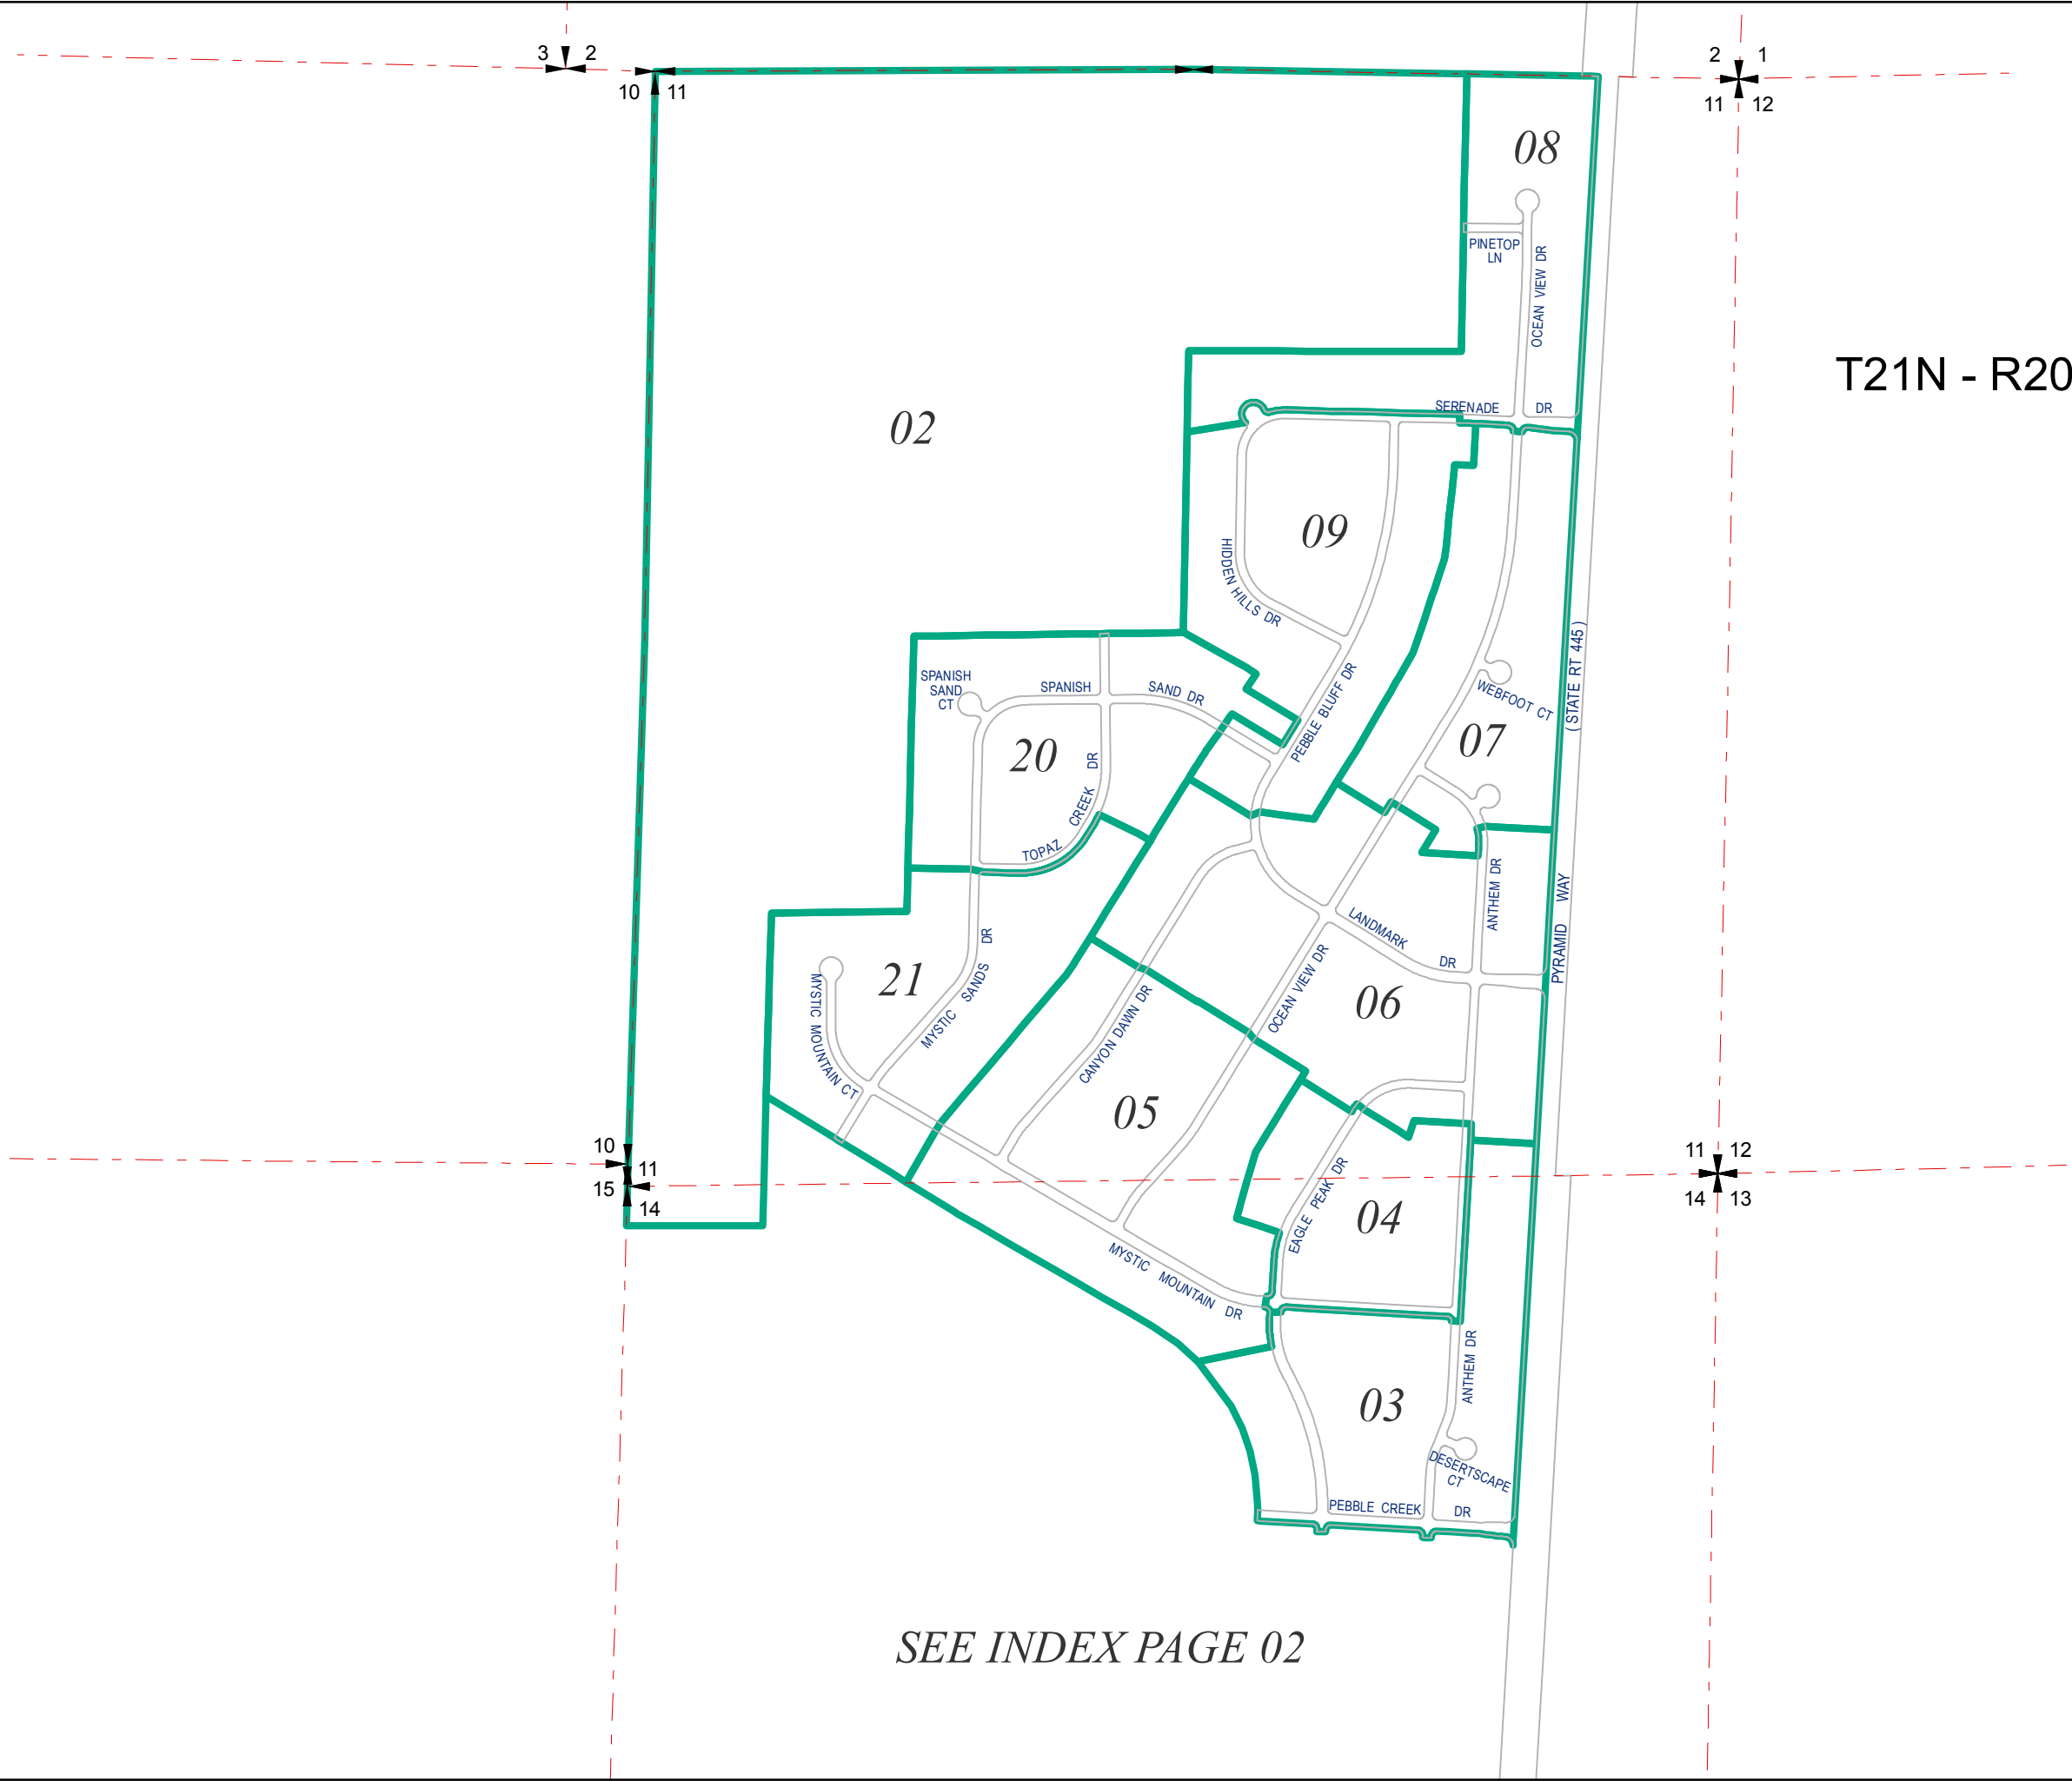 3 2
2 1
10 11
11 12
08
PINETOP
LN
OCEAN VIEW DR
T21N - R20
02
SERENADE DR
09
HIDDEN HILLS DR
( STATE RT 445 )
SPANISH
SAND
CT
SPANISH SAND DR
WEBFOOT CT
PEBBLE BLUFF DR
07
20
TOPAZ CREEK DR
ANTHEM DR
PYRAMID WAY
LANDMARK DR
MYSTIC SANDS DR
21
MYSTIC MOUNTAIN CT
OCEAN VIEW DR
06
CANYON DAWN DR
05
10
11
15
14
11 12
14 13
EAGLE PEAK DR
04
MYSTIC MOUNTAIN DR
ANTHEM DR
03
DESERTSCAPE
CT
PEBBLE CREEK DR
SEE INDEX PAGE 02